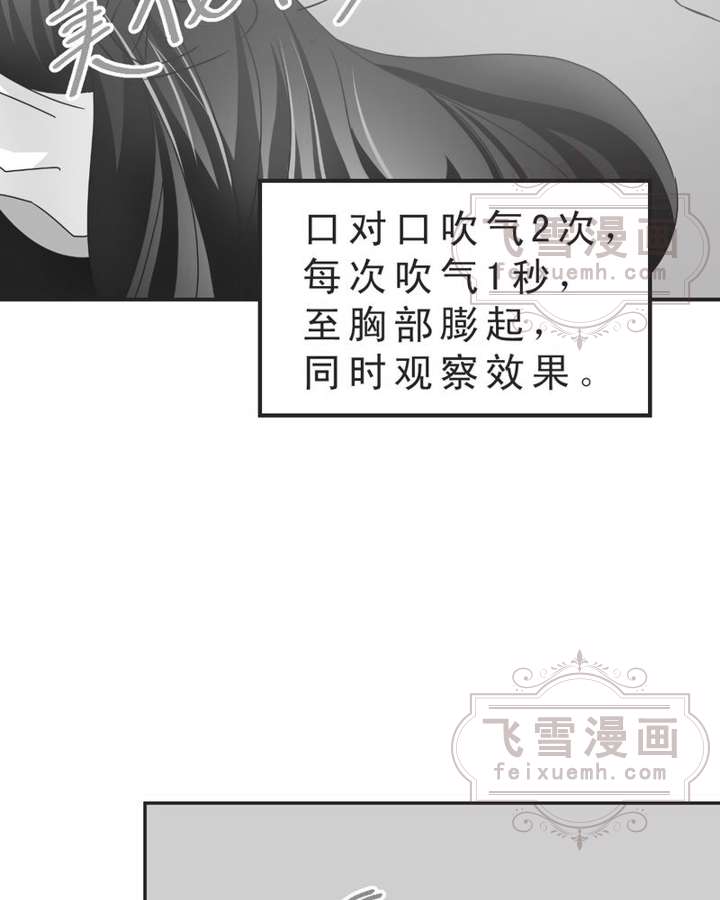 口对口吹气2次，
每次吹气1秒，
至胸部膨起，
同时观察效果。
飞雪漫画
feixuemh.com
飞雪漫画
feixuemh.com